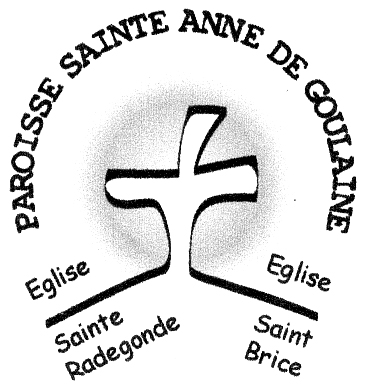 PAROISSE SAINTE ANNE DE GOULAINE
Eglise
Sainte
Radegonde
Eglise
Saint
Brice